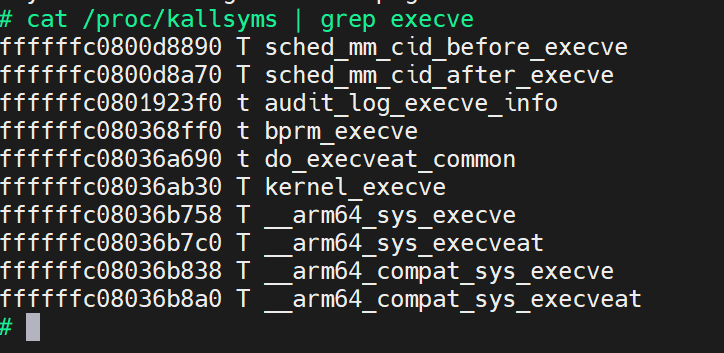 # cat /proc/kallsyms | grep execve
ffffffc0800d8890 T sched_mm_cid_before_execve
ffffffc0800d8a70 T sched_mm_cid_after_execve
ffffffc0801923f0 t audit_log_execve_info
ffffffc080368ff0 t bprm_execve
ffffffc08036a690 t do_execveat_common
ffffffc08036ab30 T kernel_execve
ffffffc08036b758 T __arm64_sys_execve
ffffffc08036b7c0 T __arm64_sys_execveat
ffffffc08036b838 T __arm64_compat_sys_execve
ffffffc08036b8a0 T __arm64_compat_sys_execveat
#